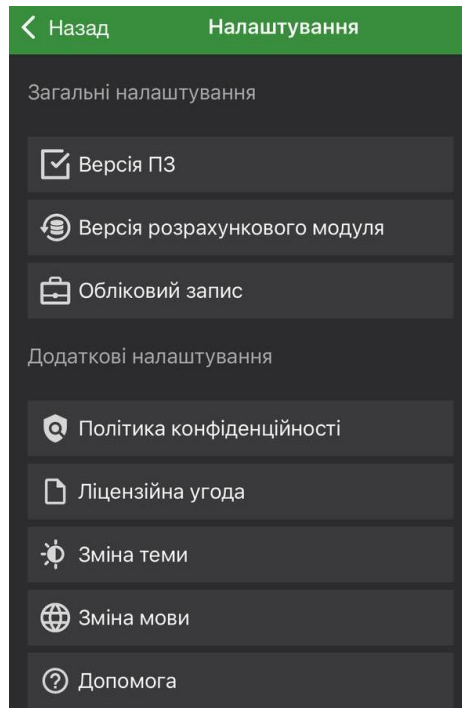 Назад
Налаштування
Загальні налаштування
Версія ПЗ
Версія розрахункового модуля
Обліковий запис
Додаткові налаштування
Політика конфіденційності
Ліцензійна угода
Зміна теми
Зміна мови
Допомога